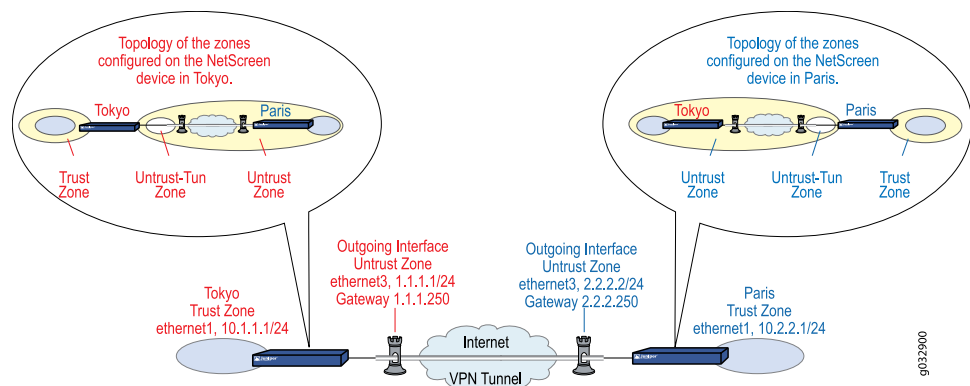 Topology of the zones
configured on the NetScreen
device in Tokyo.
Tokyo
Paris
Trust
Zone
Untrust-Tun
Zone
Untrust
Zone
Topology of the zones
configured on the NetScreen
device in Paris.
Tokyo
Paris
Untrust
Zone
Untrust-Tun
Zone
Trust
Zone
Outgoing Interface
Untrust Zone
ethernet3, 1.1.1.1/24
Gateway 1.1.1.250
Outgoing Interface
Untrust Zone
ethernet3, 2.2.2.2/24
Gateway 2.2.2.250
Tokyo
Trust Zone
ethernet1, 10.1.1.1/24
Paris
Trust Zone
ethernet1, 10.2.2.1/24
Internet
VPN Tunnel
g032900